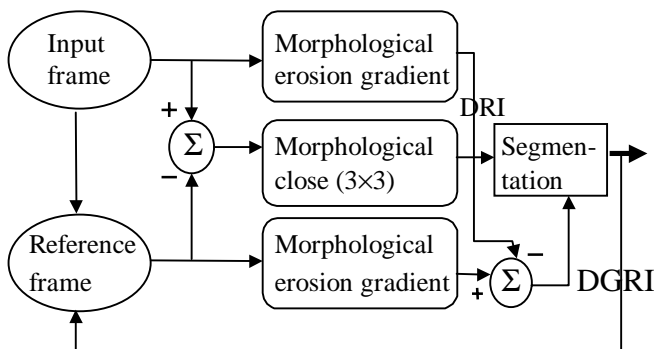 Input
frame
Morphological
erosion gradient
DRI
+
Σ
−
Morphological
close (3×3)
Segmen-
tation
Reference
frame
Morphological
erosion gradient
−
Σ
+
DGRI